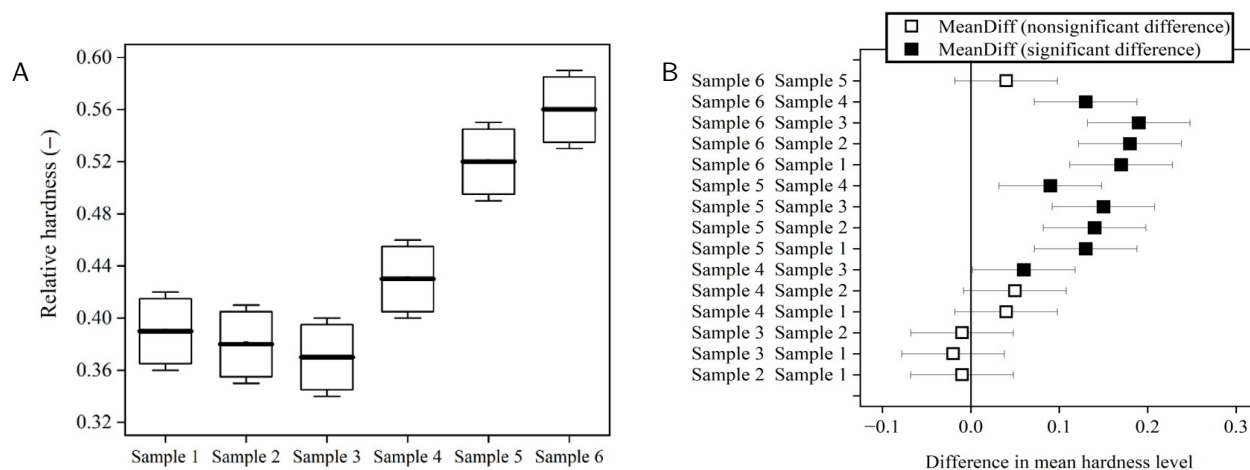 A
Relative hardness (−)
0.60
0.56
0.52
0.48
0.44
0.40
0.36
0.32
Sample 1 Sample 2 Sample 3 Sample 4 Sample 5 Sample 6
B
MeanDiff (nonsignificant difference)
MeanDiff (significant difference)
Sample 6 Sample 5
Sample 6 Sample 4
Sample 6 Sample 3
Sample 6 Sample 2
Sample 6 Sample 1
Sample 5 Sample 4
Sample 5 Sample 3
Sample 5 Sample 2
Sample 5 Sample 1
Sample 4 Sample 3
Sample 4 Sample 2
Sample 4 Sample 1
Sample 3 Sample 2
Sample 3 Sample 1
Sample 2 Sample 1
−0.1 0.0 0.1 0.2 0.3
Difference in mean hardness level